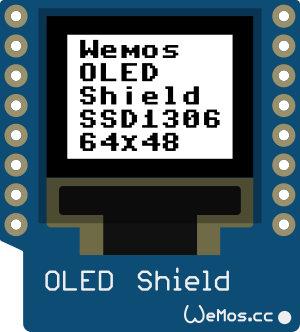 Wemos
OLED
Shield
SSD1306
64x48
OLED Shield
WeMos.cc